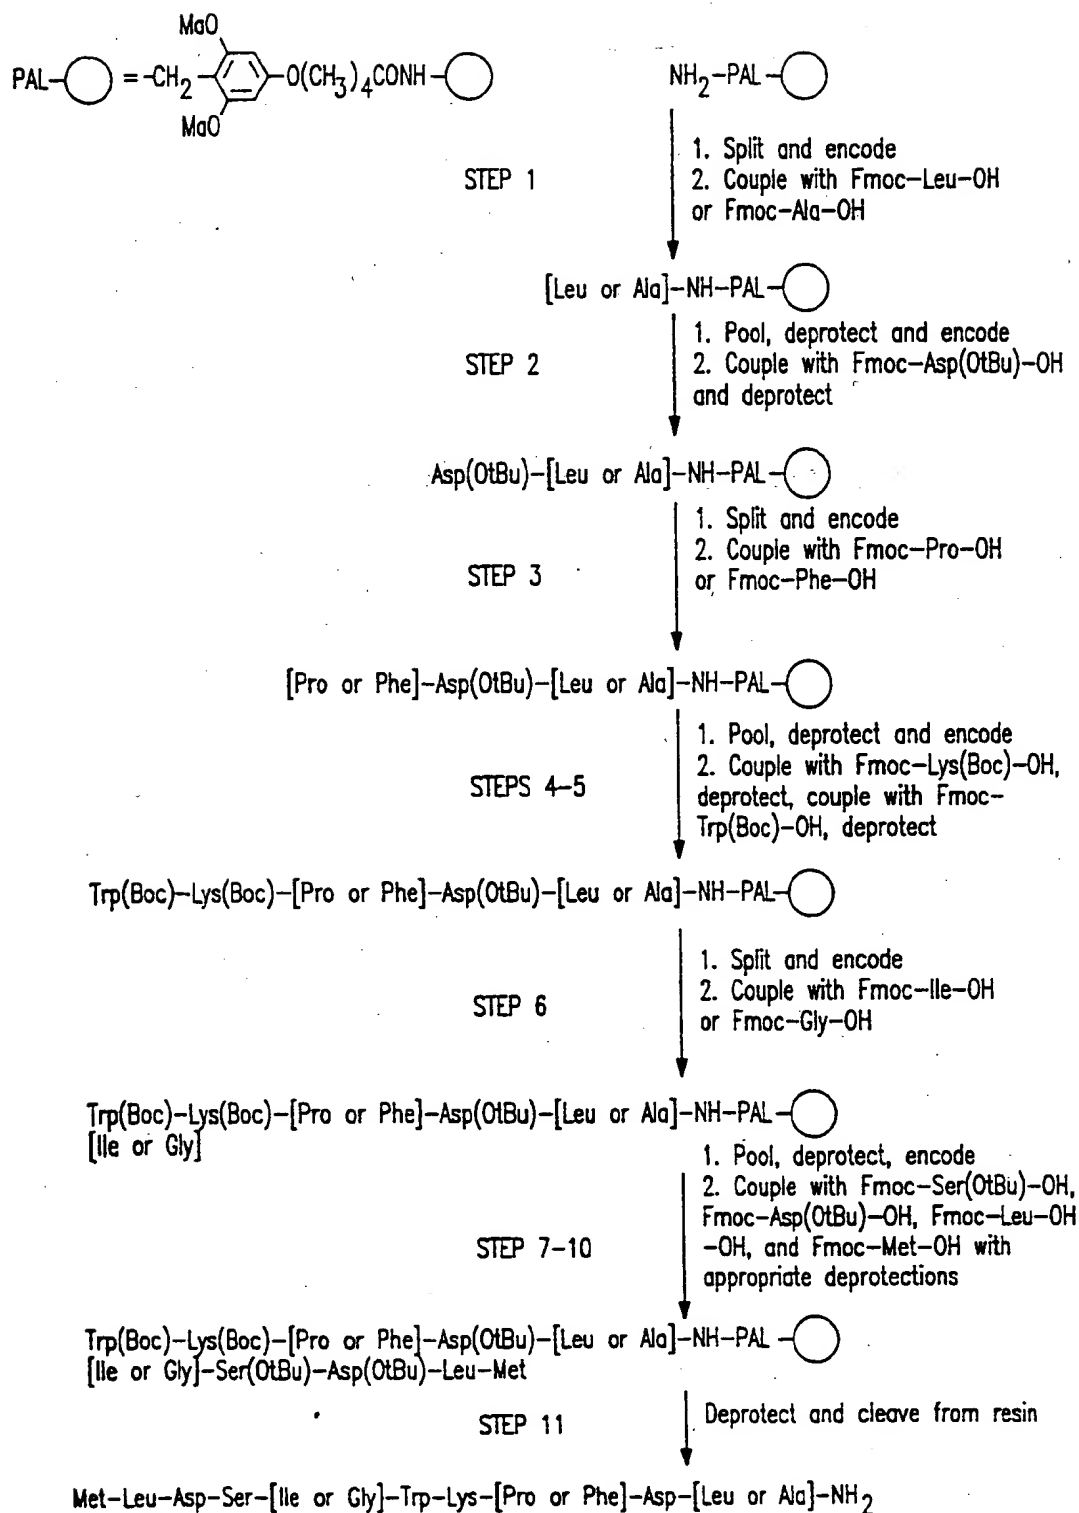 MaO
PAL- =-CH2- -O(CH3)4CONH-
MaO
NH2-PAL-
STEP 1
1. Split and encode
2. Couple with Fmoc-Leu-OH
or Fmoc-Ala-OH
[Leu or Ala]-NH-PAL-
STEP 2
1. Pool, deprotect and encode
2. Couple with Fmoc-Asp(OtBu)-OH
and deprotect
Asp(OtBu)-[Leu or Ala]-NH-PAL-
STEP 3
1. Split and encode
2. Couple with Fmoc-Pro-OH
or Fmoc-Phe-OH
[Pro or Phe]-Asp(OtBu)-[Leu or Ala]-NH-PAL-
STEPS 4-5
1. Pool, deprotect and encode
2. Couple with Fmoc-Lys(Boc)-OH,
deprotect, couple with Fmoc-
Trp(Boc)-OH, deprotect
Trp(Boc)-Lys(Boc)-[Pro or Phe]-Asp(OtBu)-[Leu or Ala]-NH-PAL-
STEP 6
1. Split and encode
2. Couple with Fmoc-Ile-OH
or Fmoc-Gly-OH
Trp(Boc)-Lys(Boc)-[Pro or Phe]-Asp(OtBu)-[Leu or Ala]-NH-PAL-
[Ile or Gly]
STEP 7-10
1. Pool, deprotect, encode
2. Couple with Fmoc-Ser(OtBu)-OH,
Fmoc-Asp(OtBu)-OH, Fmoc-Leu-OH
-OH, and Fmoc-Met-OH with
appropriate deprotections
Trp(Boc)-Lys(Boc)-[Pro or Phe]-Asp(OtBu)-[Leu or Ala]-NH-PAL-
[Ile or Gly]-Ser(OtBu)-Asp(OtBu)-Leu-Met
STEP 11
Deprotect and cleave from resin
Met-Leu-Asp-Ser-[Ile or Gly]-Trp-Lys-[Pro or Phe]-Asp-[Leu or Ala]-NH2